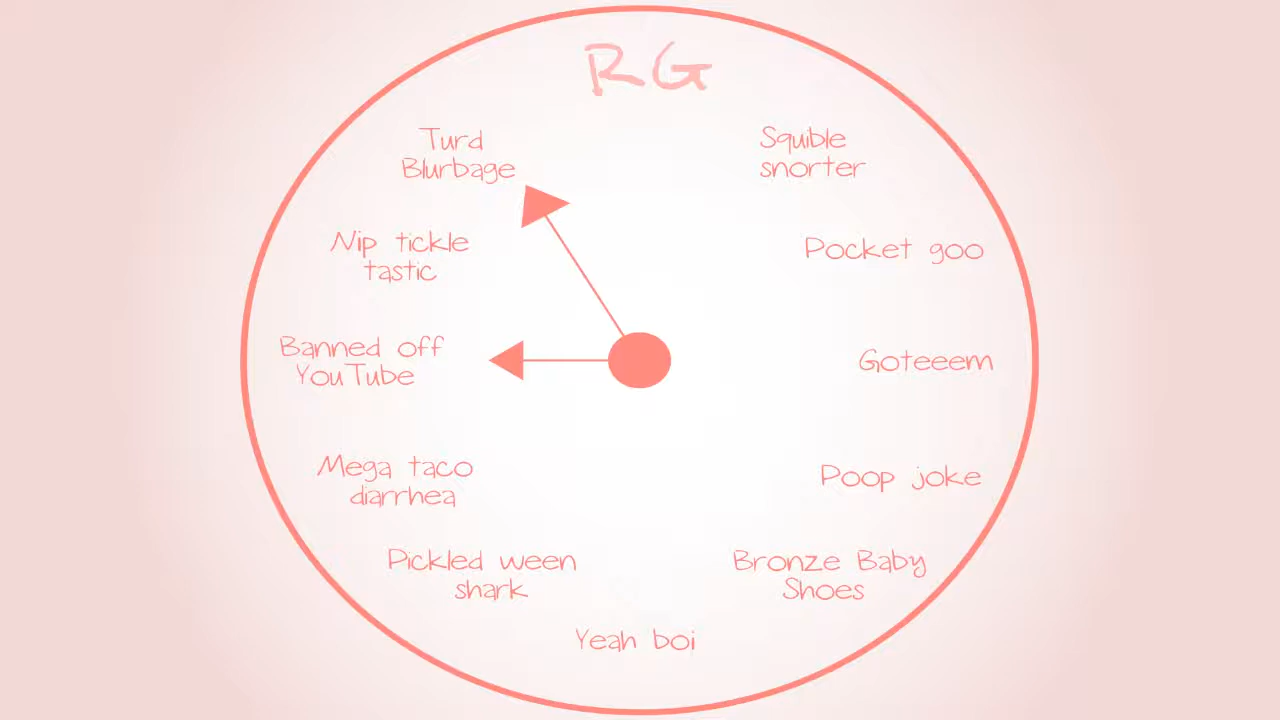 RG
Turd
Blurbage
Squible
snorter
Nip tickle
tastic
Pocket goo
Banned off
YouTube
Goteeem
Mega taco
diarrhea
Poop joke
Pickled ween
shark
Bronze Baby
Shoes
Yeah boi